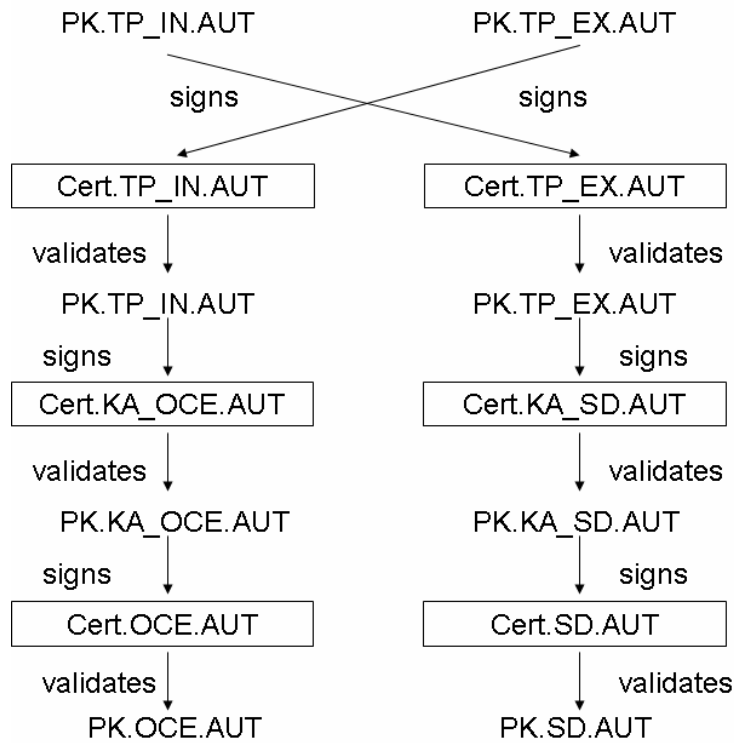 PK.TP_IN.AUT PK.TP_EX.AUT
signs signs
Cert.TP_IN.AUT Cert.TP_EX.AUT
validates validates
PK.TP_IN.AUT PK.TP_EX.AUT
signs signs
Cert.KA_OCE.AUT Cert.KA_SD.AUT
validates validates
PK.KA_OCE.AUT PK.KA_SD.AUT
signs signs
Cert.OCE.AUT Cert.SD.AUT
validates validates
PK.OCE.AUT PK.SD.AUT